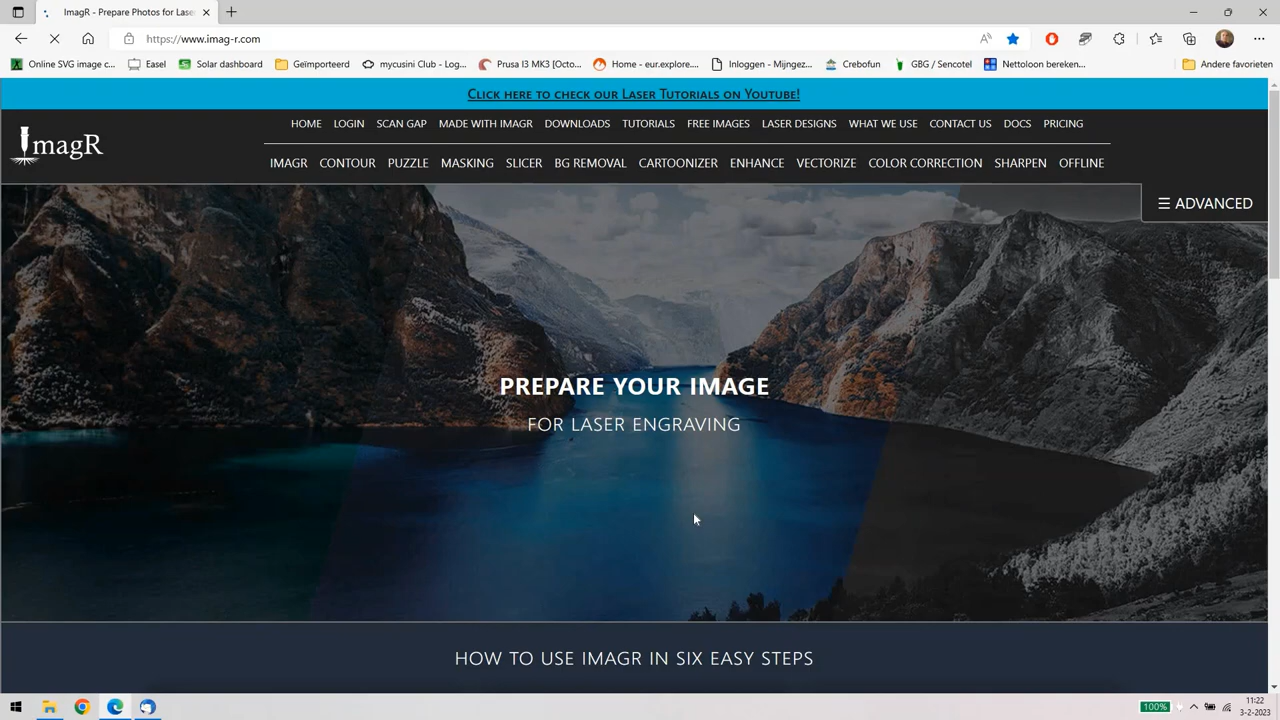 ImagR - Prepare Photos for Lase
https://www.imag-r.com
Online SVG image c...
Easel
Solar dashboard
Geïmporteerd
mycusini Club - Log...
Prusa I3 MK3 [Octo...
Home - eur.explore....
Inloggen - Mijngez...
Crebofun
GBG / Sencotel
Nettoloon bereken...
Andere favorieten
Click here to check our Laser Tutorials on Youtube!
ImagR
HOME LOGIN SCAN GAP MADE WITH IMAGR DOWNLOADS TUTORIALS FREE IMAGES LASER DESIGNS WHAT WE USE CONTACT US DOCS PRICING
IMAGR CONTOUR PUZZLE MASKING SLICER BG REMOVAL CARTOONIZER ENHANCE VECTORIZE COLOR CORRECTION SHARPEN OFFLINE
☰ ADVANCED
PREPARE YOUR IMAGE
FOR LASER ENGRAVING
HOW TO USE IMAGR IN SIX EASY STEPS
100%
11:22
3-2-2023